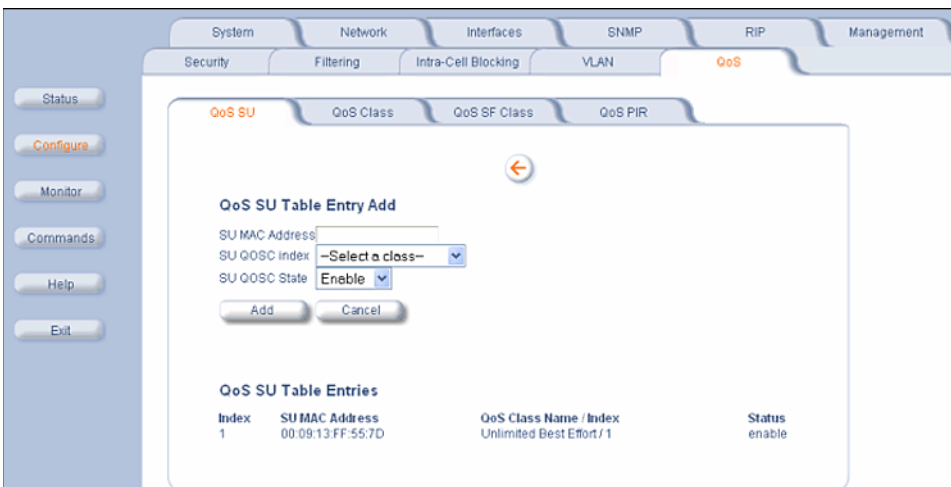 System Network Interfaces SNMP RIP Management
Security Filtering Intra-Cell Blocking VLAN QoS
Status
QoS SU QoS Class QoS SF Class QoS PIR
Configure
Monitor
QoS SU Table Entry Add
SU MAC Address
Commands
SU QOSC index --Select a class--
SU QOSC State Enable
Help
Add Cancel
Exit
QoS SU Table Entries
Index SU MAC Address QoS Class Name / Index Status
1 00:09:13:FF:55:7D Unlimited Best Effort / 1 enable